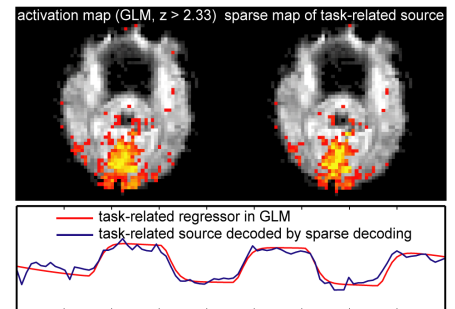 activation map (GLM, z > 2.33) sparse map of task-related source
task-related regressor in GLM
task-related source decoded by sparse decoding